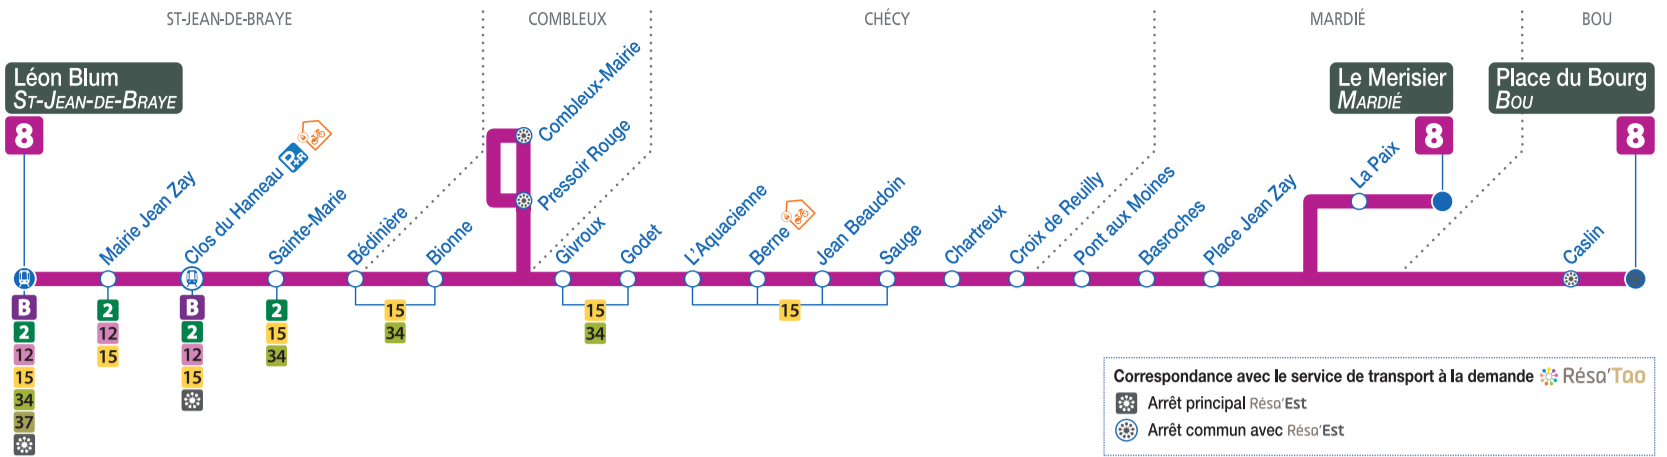 ST-JEAN-DE-BRAYE
COMBLEUX
CHÉCY
MARDIÉ
BOU
Léon Blum
ST-JEAN-DE-BRAYE
8
Le Merisier
MARDIÉ
8
Place du Bourg
BOU
8
Mairie Jean Zay
Clos du Hameau P+R
Sainte-Marie
Bédinière
Bionne
Combleux-Mairie
Pressoir Rouge
Givroux
Godet
L'Aquacienne
Berne
Jean Beaudoin
Sauge
Chartreux
Croix de Reuilly
Pont aux Moines
Basroches
Place Jean Zay
La Paix
Caslin
B
2
12
15
34
37
2
12
15
B
2
12
15
2
15
34
15
34
15
34
15
Correspondance avec le service de transport à la demande Résa'Tao
Arrêt principal Résa'Est
Arrêt commun avec Résa'Est